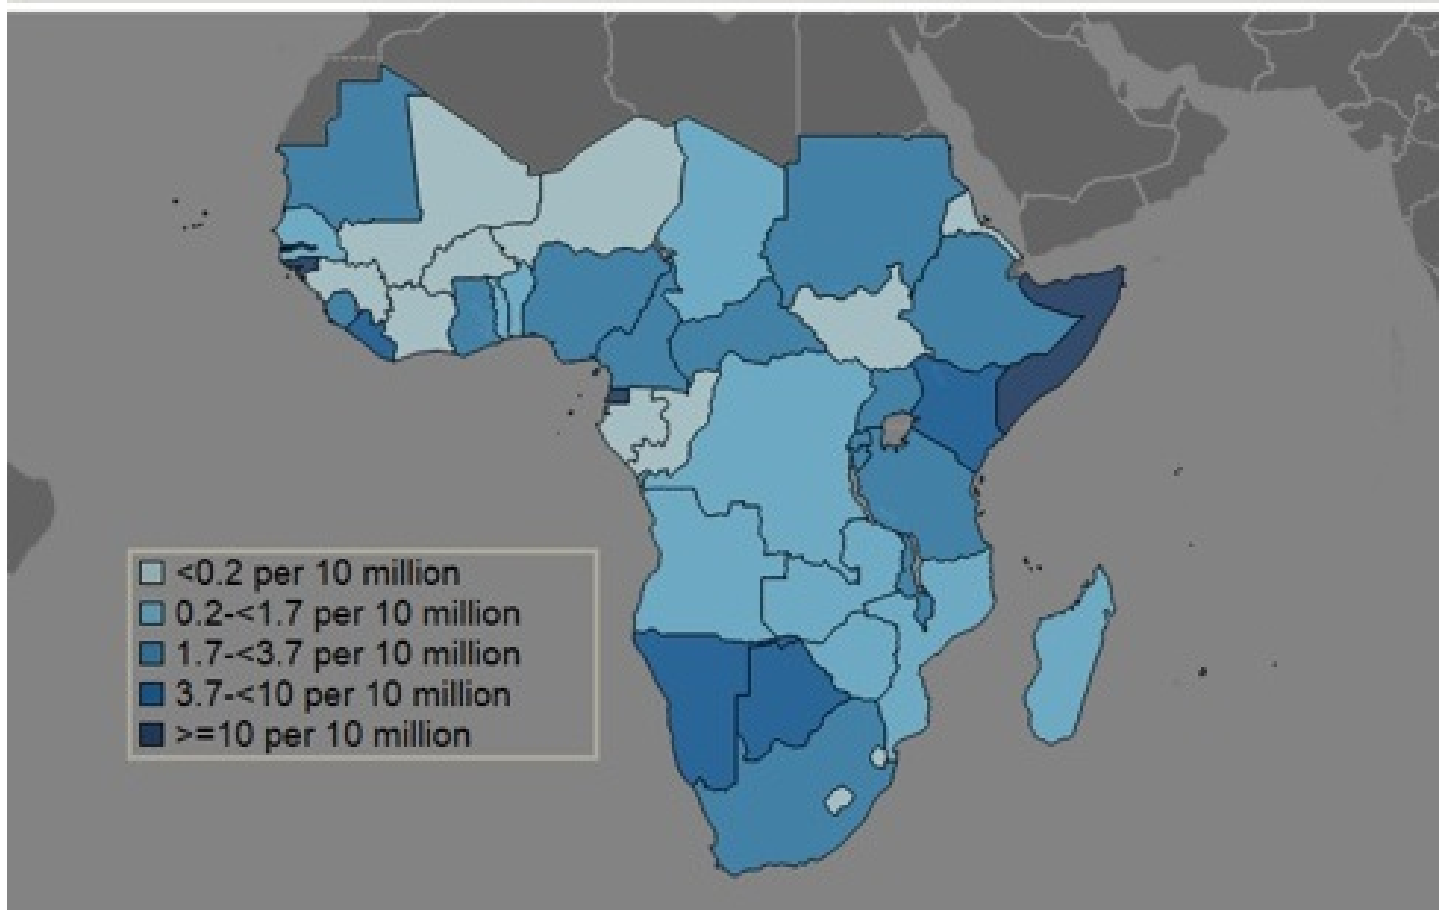 <0.2 per 10 million
0.2-<1.7 per 10 million
1.7-<3.7 per 10 million
3.7-<10 per 10 million
>=10 per 10 million